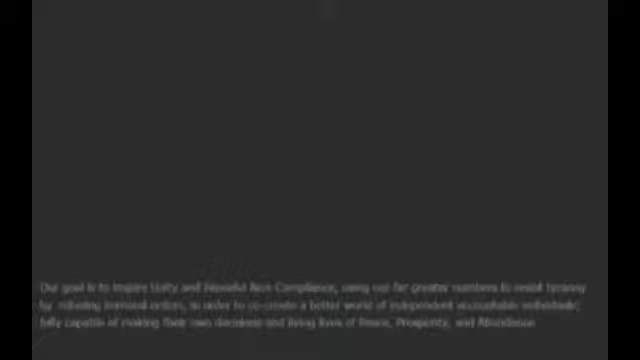 Our goal is to Inspire Unity and Peaceful Non Compliance, using our far greater numbers to resist tyranny
by refusing immoral orders, in order to co-create a better world of independent accountable individuals;
fully capable of making their own decisions and living lives of Peace, Prosperity, and Abundance